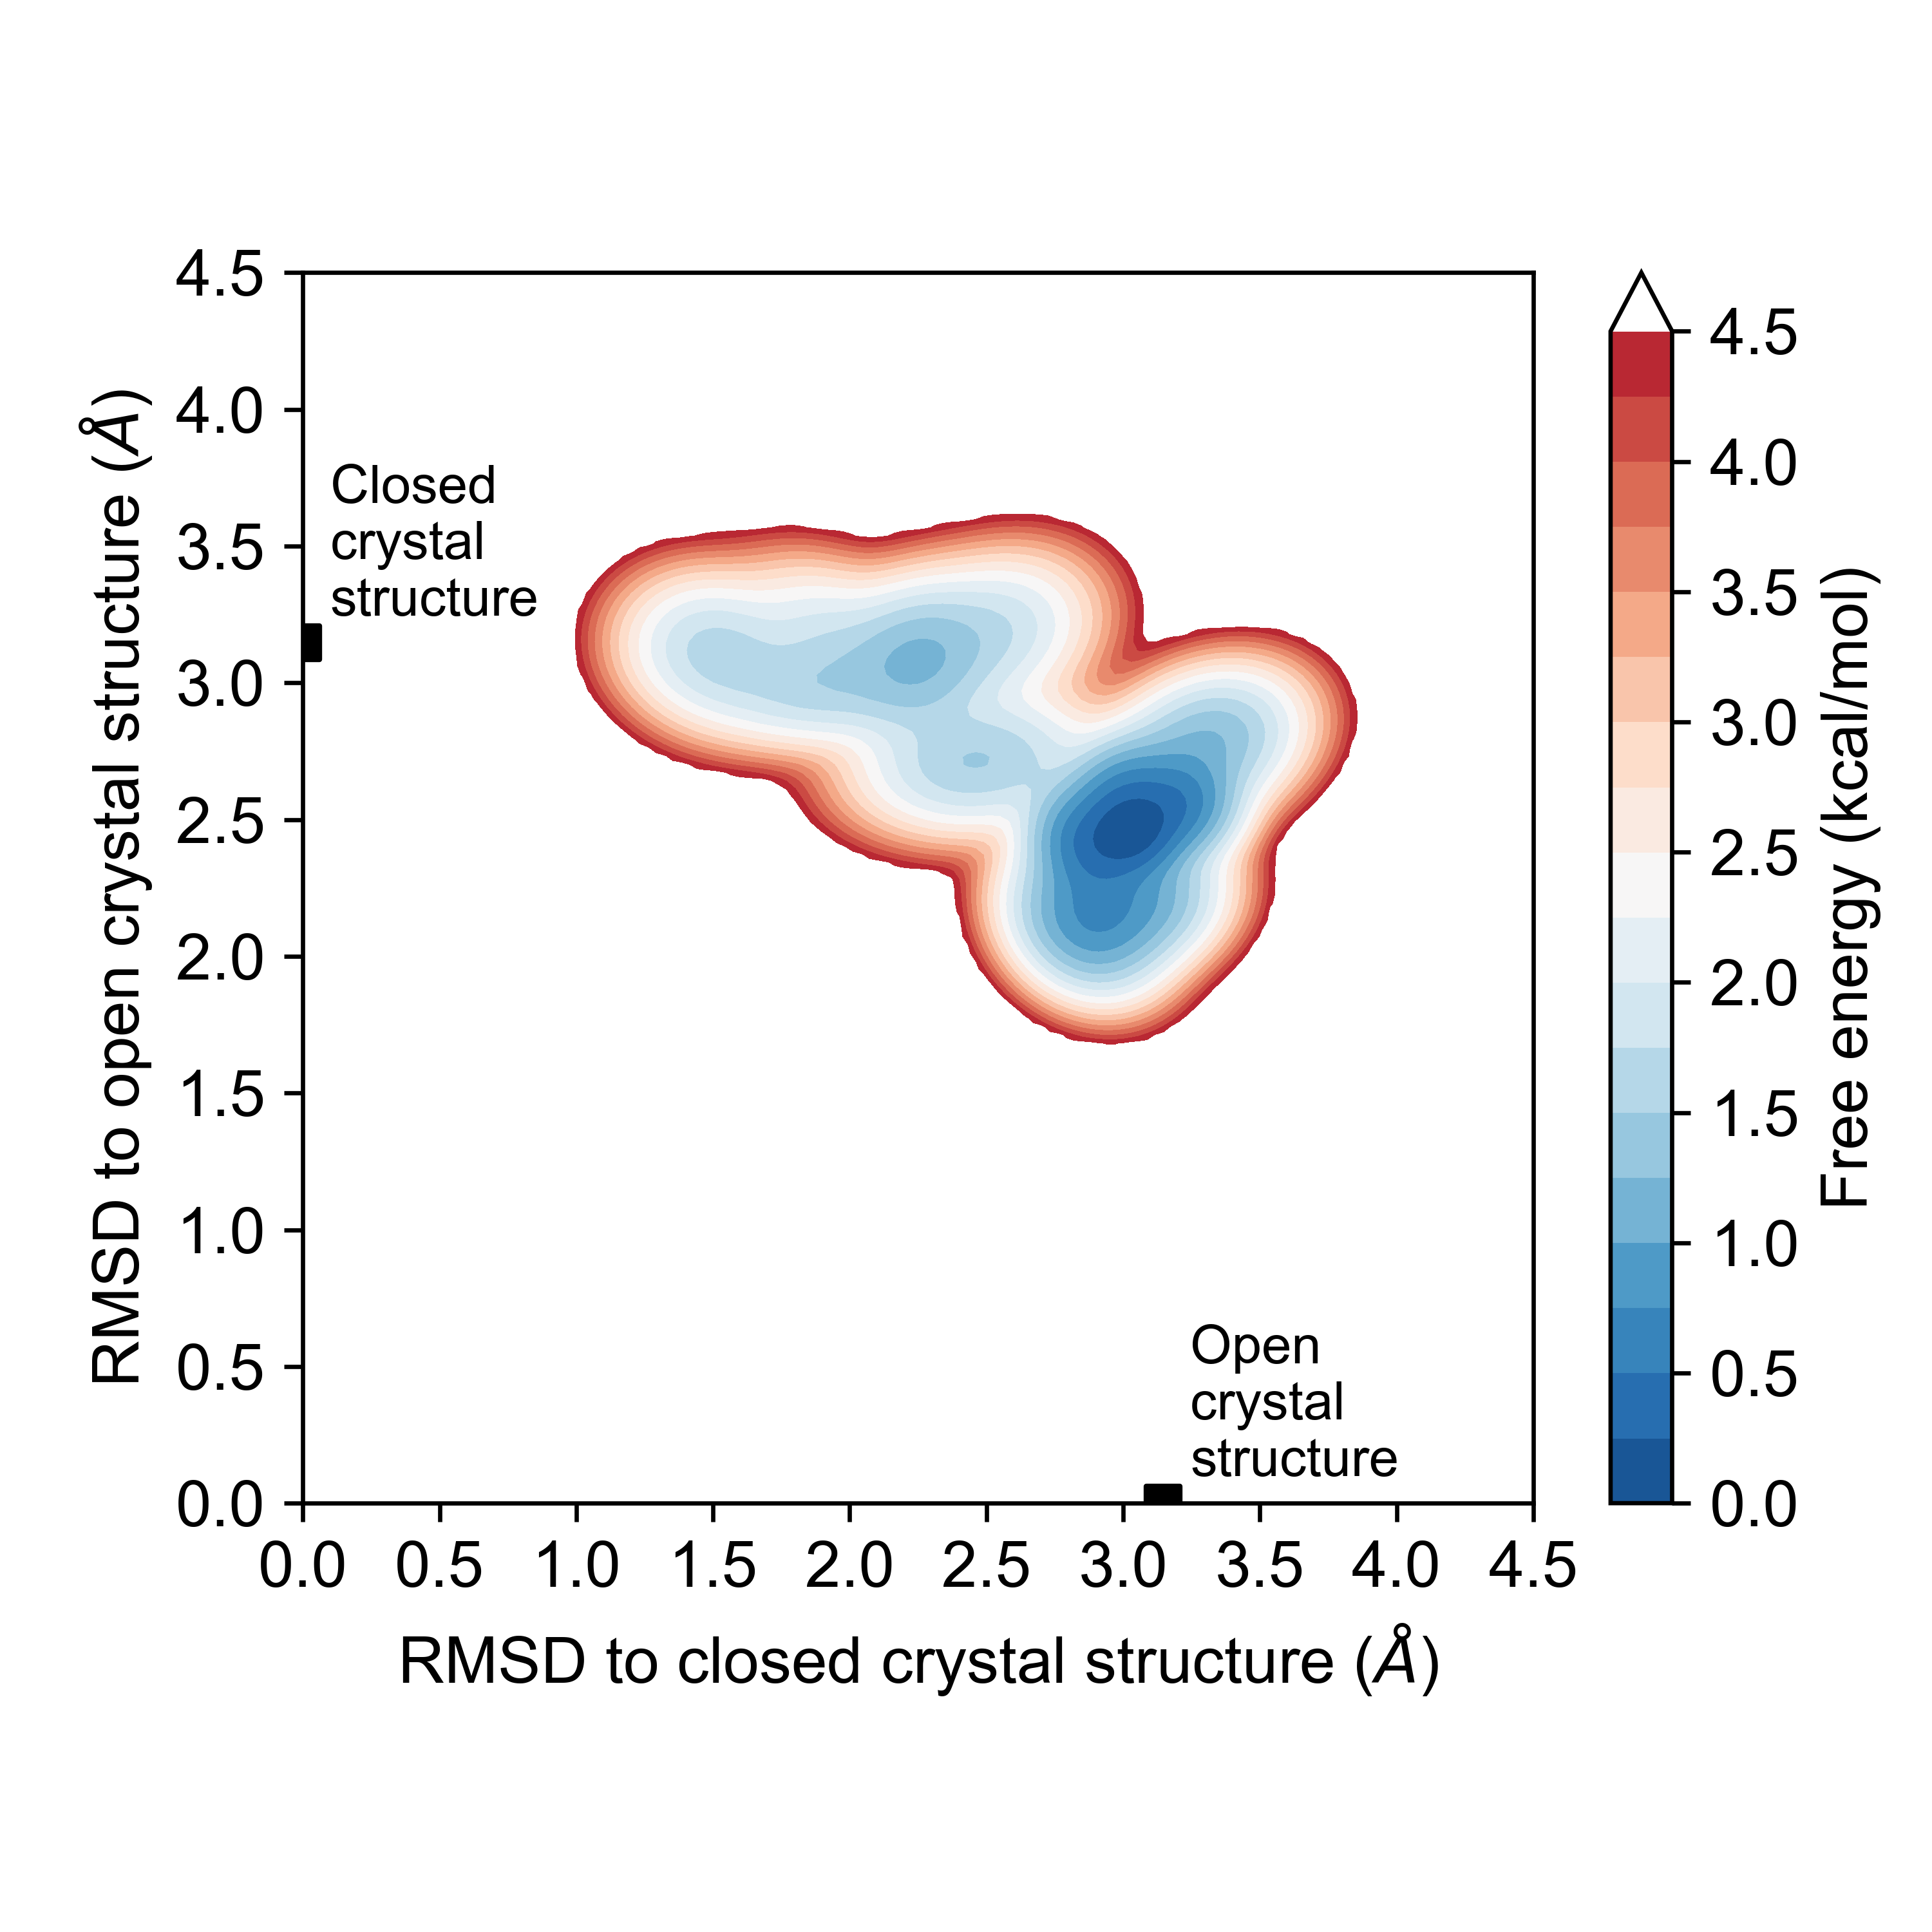 4.5
4.0
3.5
3.0
2.5
2.0
1.5
1.0
0.5
0.0
RMSD to open crystal structure (Å)
Closed
crystal
structure
Open
crystal
structure
0.0 0.5 1.0 1.5 2.0 2.5 3.0 3.5 4.0 4.5
RMSD to closed crystal structure (Å)
4.5
4.0
3.5
3.0
2.5
2.0
1.5
1.0
0.5
0.0
Free energy (kcal/mol)